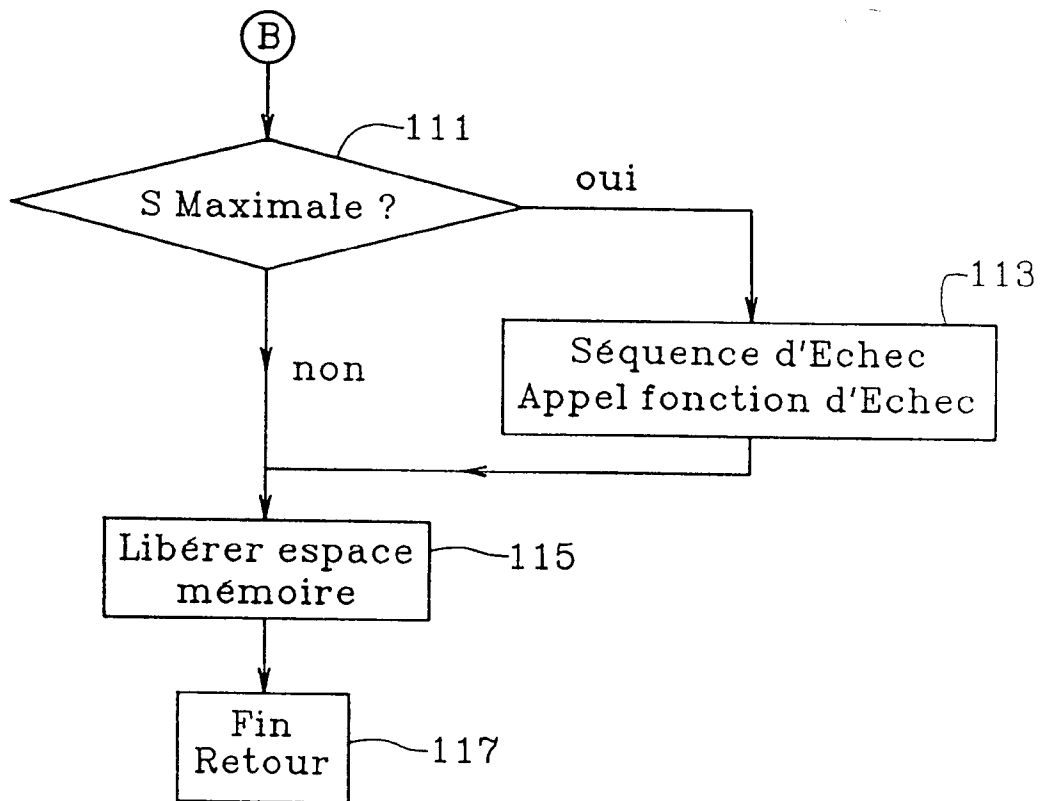 B
111
S Maximale ?
oui
113
Séquence d'Echec
Appel fonction d'Echec
non
Libérer espace
mémoire
115
Fin
Retour
117